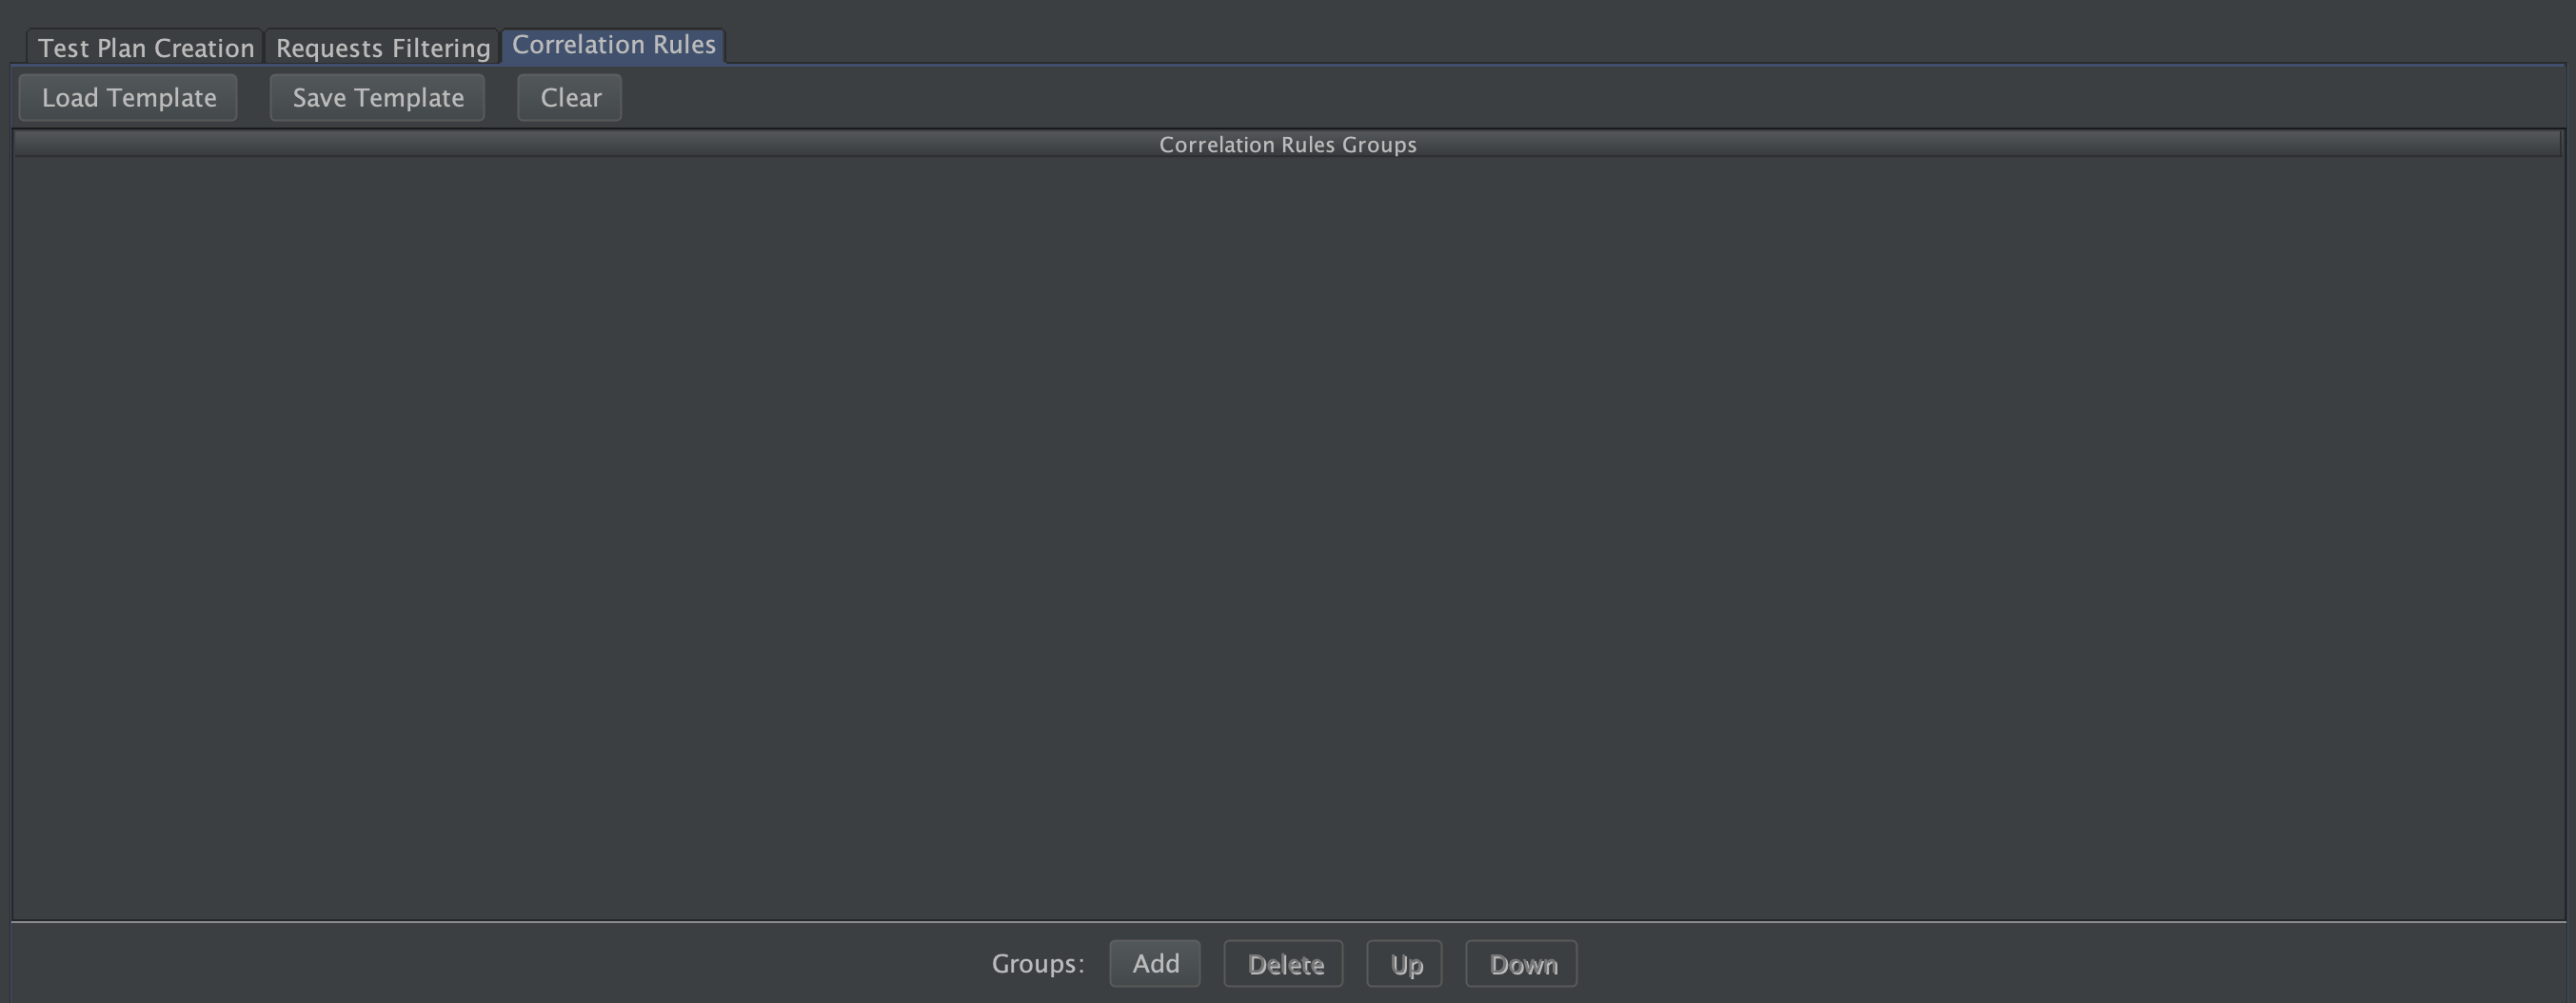 Test Plan Creation Requests Filtering Correlation Rules
Load Template Save Template Clear
Correlation Rules Groups
Groups: Add Delete Up Down